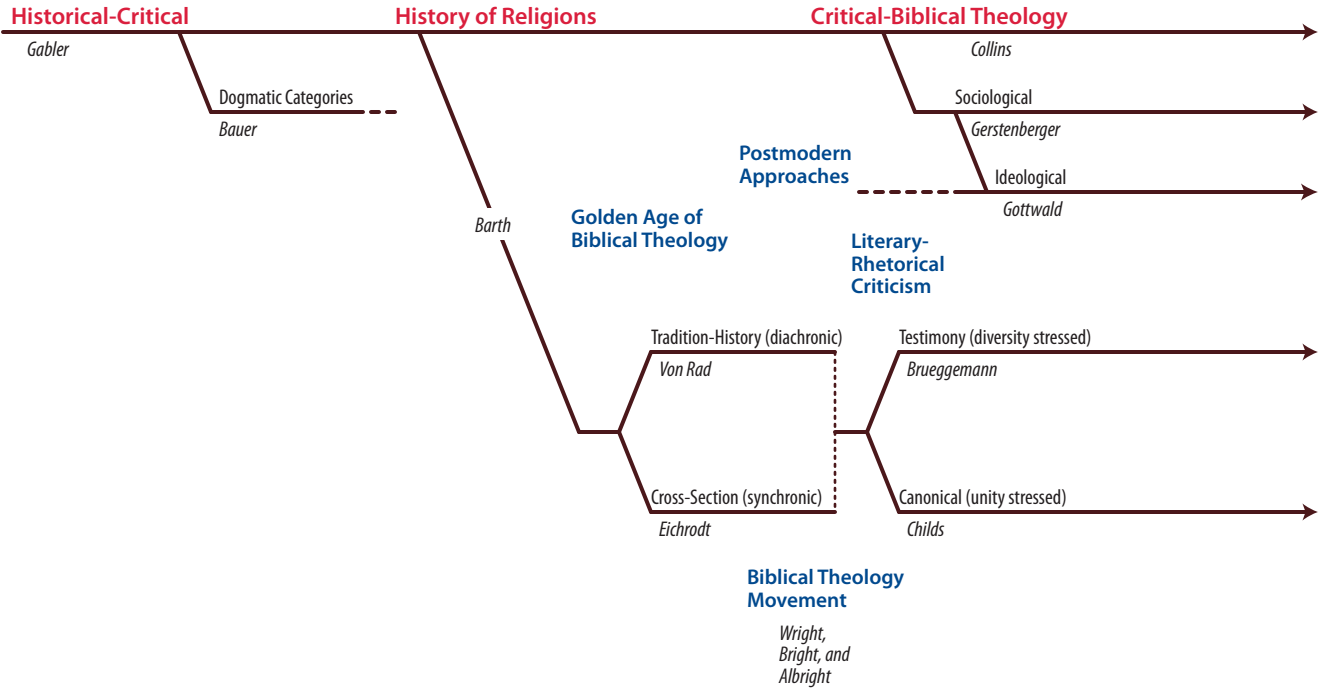 Historical-Critical
History of Religions
Critical-Biblical Theology
Gabler
Collins
Dogmatic Categories
Bauer
Sociological
Gerstenberger
Postmodern
Approaches
Ideological
Gottwald
Barth
Golden Age of
Biblical Theology
Literary-
Rhetorical
Criticism
Tradition-History (diachronic)
Von Rad
Testimony (diversity stressed)
Brueggemann
Cross-Section (synchronic)
Eichrodt
Canonical (unity stressed)
Childs
Biblical Theology
Movement
Wright,
Bright, and
Albright